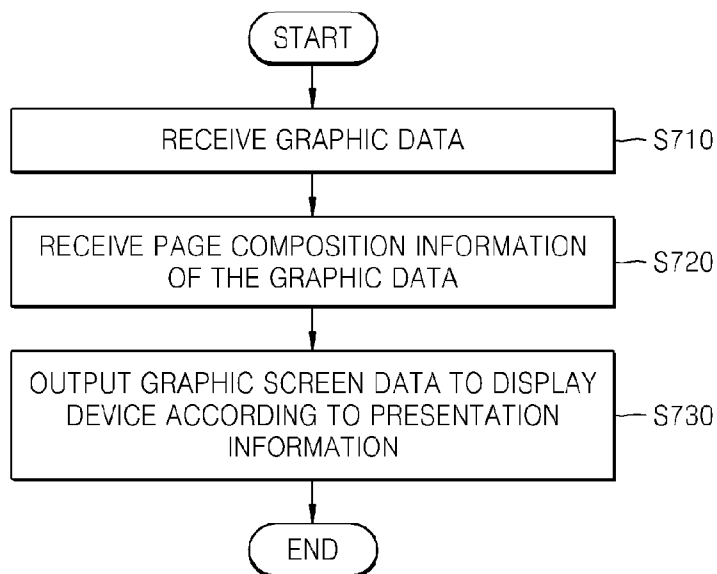 START
RECEIVE GRAPHIC DATA
S710
RECEIVE PAGE COMPOSITION INFORMATION
OF THE GRAPHIC DATA
S720
OUTPUT GRAPHIC SCREEN DATA TO DISPLAY
DEVICE ACCORDING TO PRESENTATION
INFORMATION
S730
END